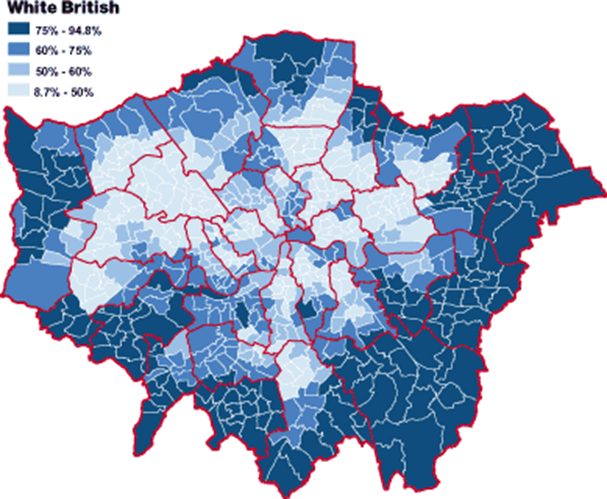 White British
75% - 94.8%
60% - 75%
50% - 60%
8.7% - 50%